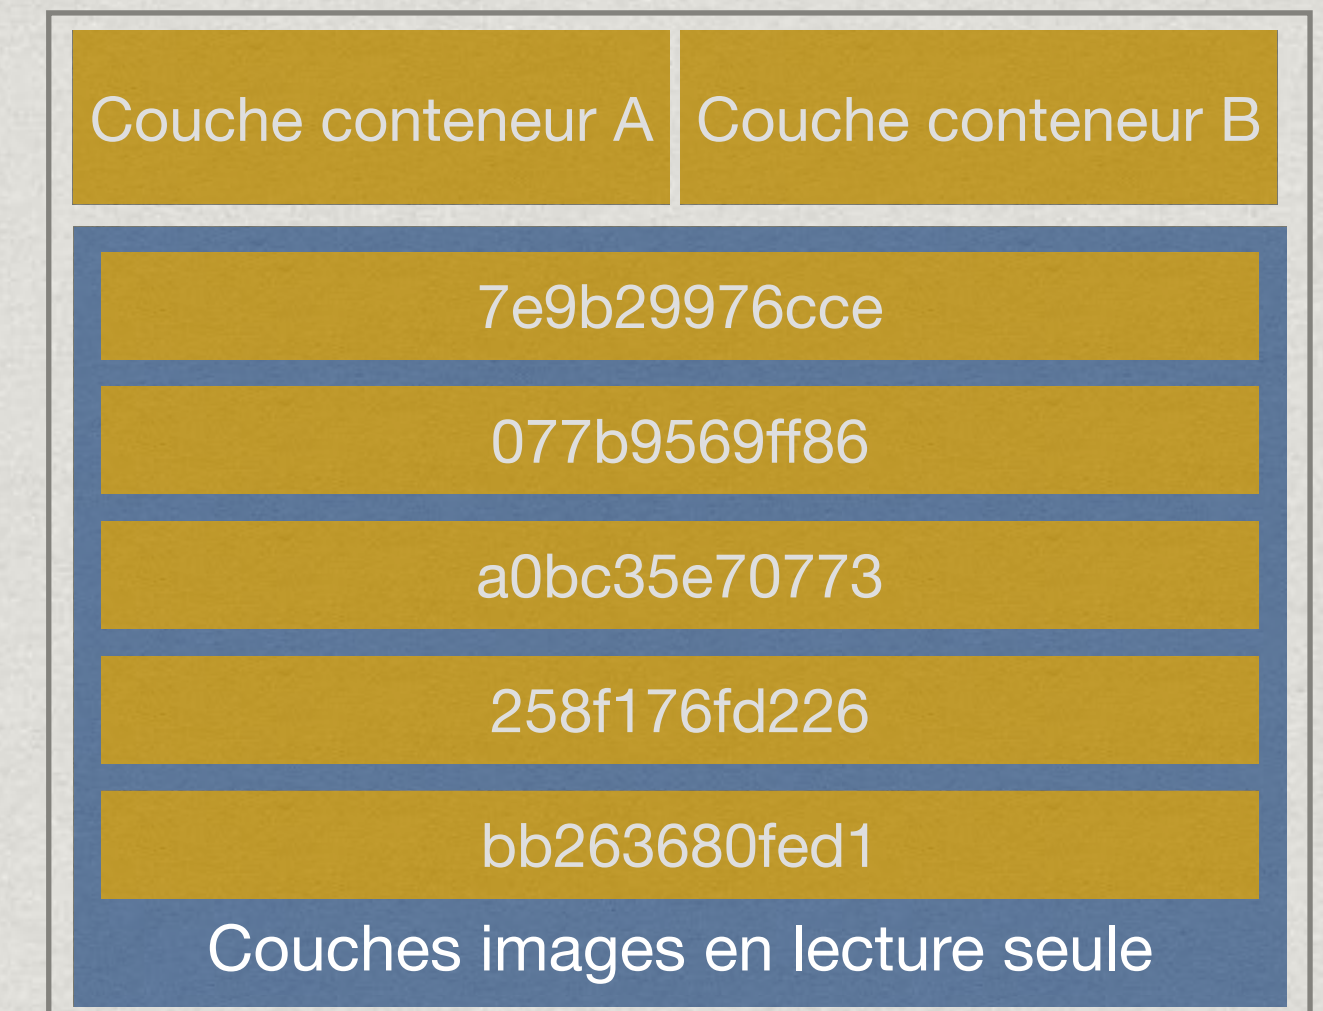 Couche conteneur A
Couche conteneur B
7e9b29976cce
077b9569ff86
a0bc35e70773
258f176fd226
bb263680fed1
Couches images en lecture seule